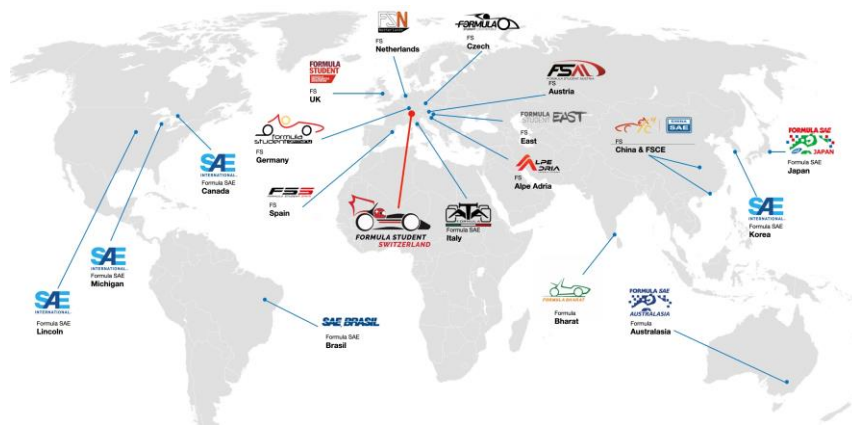 FSN
FS
Netherlands
FORMULA
FS
Czech
FORMULA
STUDENT
FS
UK
FSA
FORMULA STUDENT AUSTRIA
FS
Austria
formula
student
FS
Germany
FORMULA
STUDENT EAST
FS
East
CHINA
SAE
FS
China & FSCE
FORMULA SAE
JAPAN
Formula SAE
Japan
SAE
INTERNATIONAL
Formula SAE
Canada
FSS
FS
Spain
ALPE
ADRIA
FS
Alpe Adria
FORMULA STUDENT
SWITZERLAND
ATA
Formula SAE
Italy
SAE
INTERNATIONAL
Formula SAE
Korea
SAE
INTERNATIONAL
Formula SAE
Michigan
SAE
INTERNATIONAL
Formula SAE
Lincoln
SAE BRASIL
Formula SAE
Brasil
FORMULA BHARAT
Formula
Bharat
FORMULA SAE
AUSTRALASIA
Formula
Australasia